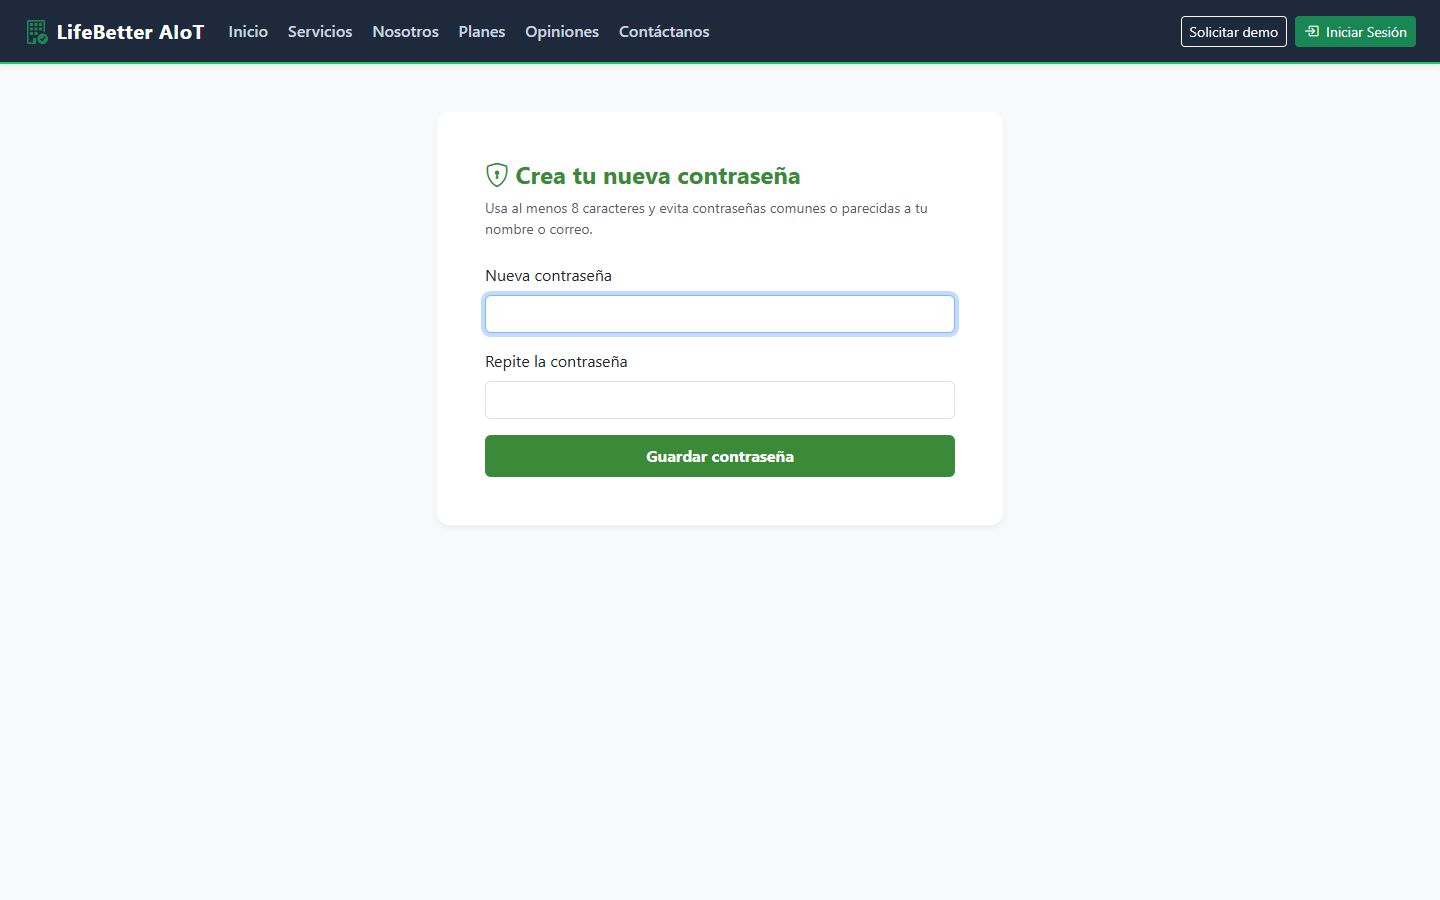 LifeBetter AIoT Inicio Servicios Nosotros Planes Opiniones Contáctanos Solicitar demo Iniciar Sesión
Crea tu nueva contraseña
Usa al menos 8 caracteres y evita contraseñas comunes o parecidas a tu
nombre o correo.
Nueva contraseña
Repite la contraseña
Guardar contraseña